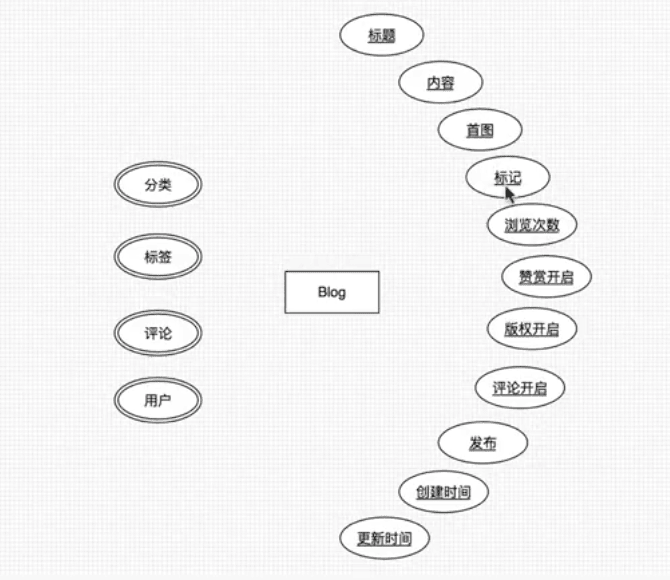 标题
内容
首图
标记
浏览次数
赞赏开启
版权开启
评论开启
发布
创建时间
更新时间
Blog
分类
标签
评论
用户